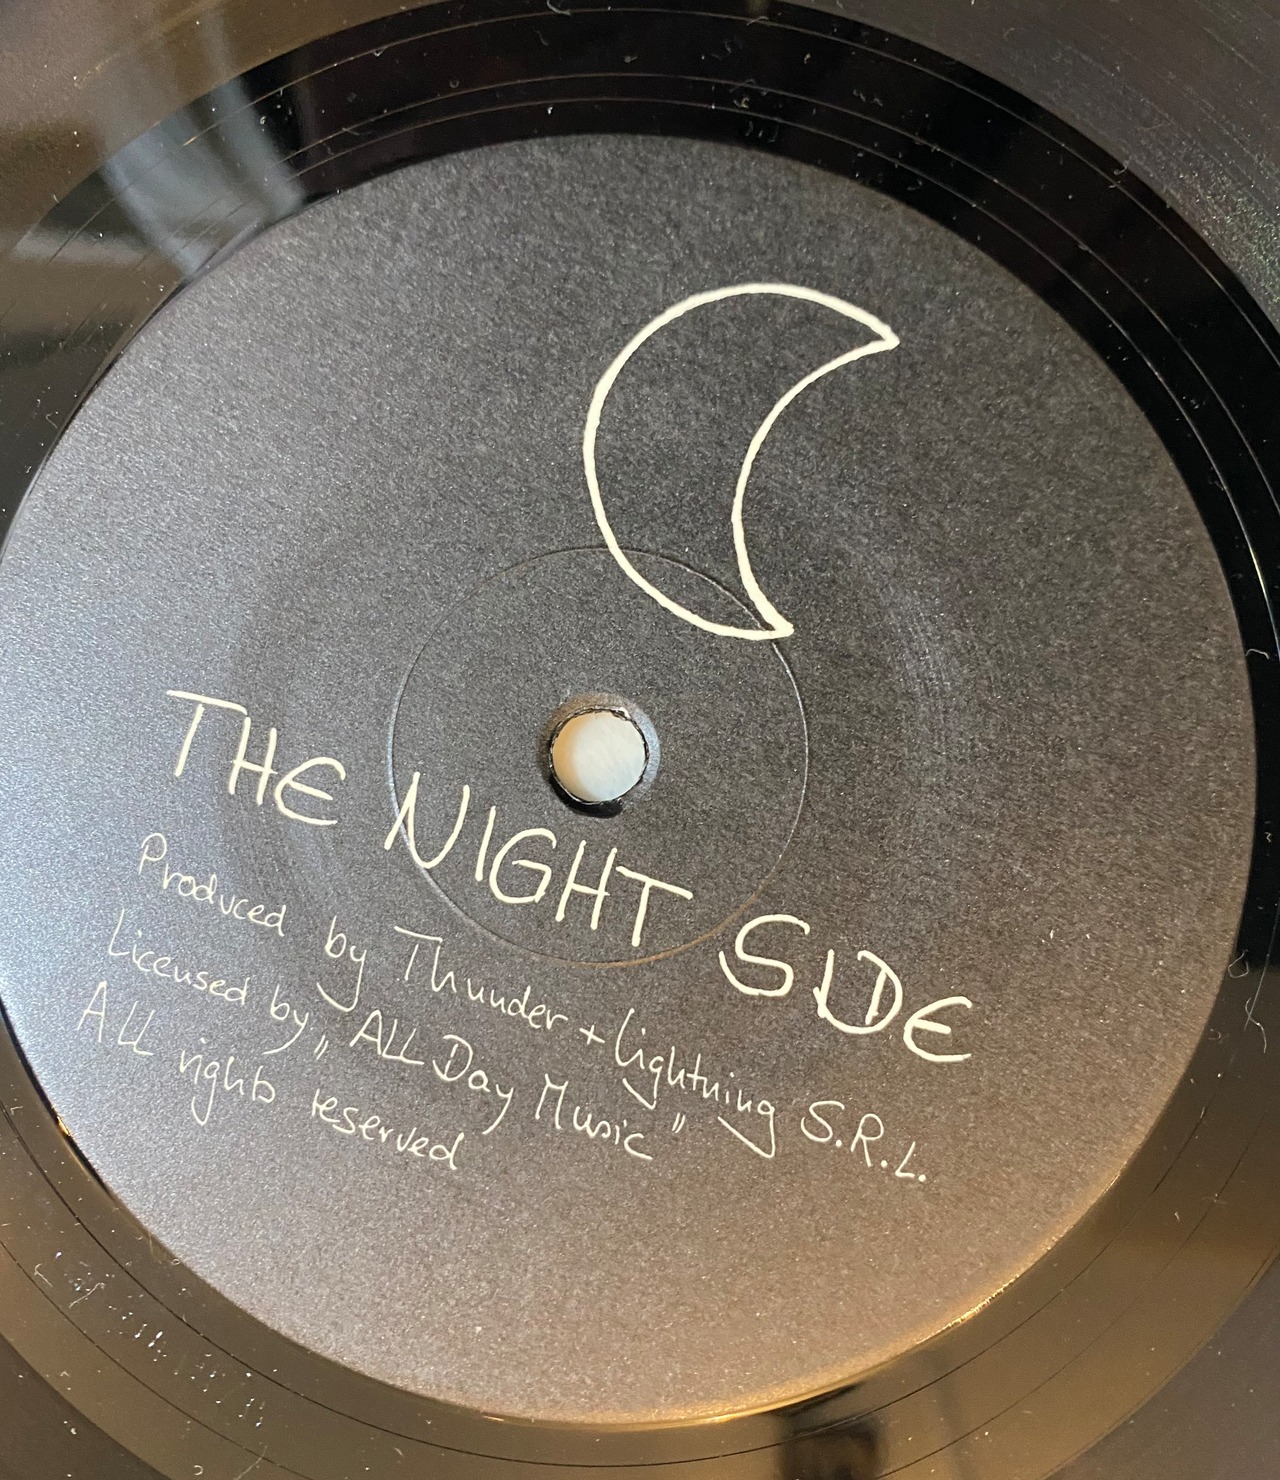 THE NIGHT SIDE
Produced by Thunder + Lightning S.R.L.
Licensed by "ALL Day Music"
ALL rights reserved